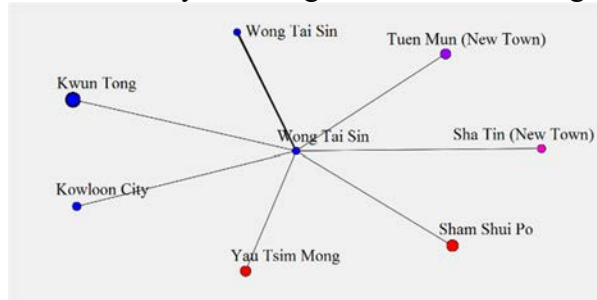 Wong Tai Sin
Tuen Mun (New Town)
Kwun Tong
Wong Tai Sin
Sha Tin (New Town)
Kowloon City
Sham Shui Po
Yau Tsim Mong